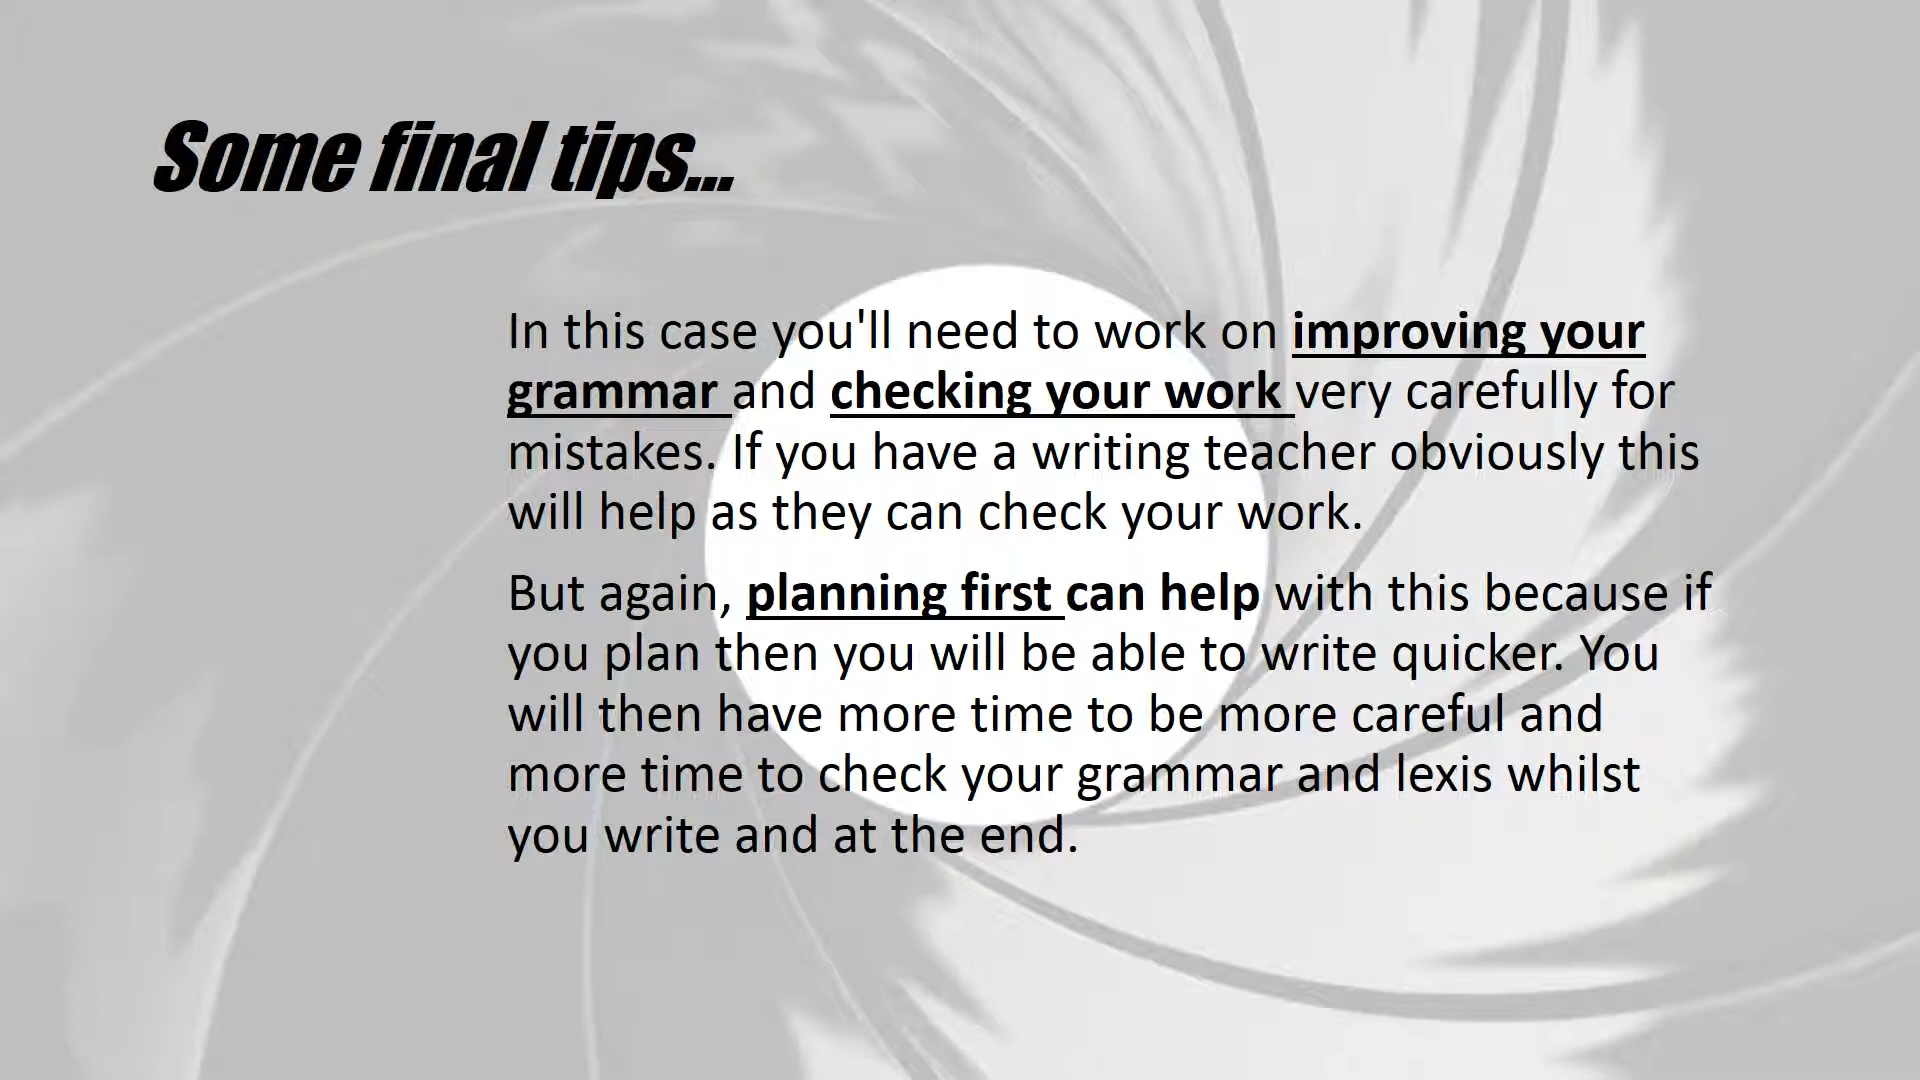 Some final tips...
In this case you'll need to work on improving your
grammar and checking your work very carefully for
mistakes. If you have a writing teacher obviously this
will help as they can check your work.
But again, planning first can help with this because if
you plan then you will be able to write quicker. You
will then have more time to be more careful and
more time to check your grammar and lexis whilst
you write and at the end.